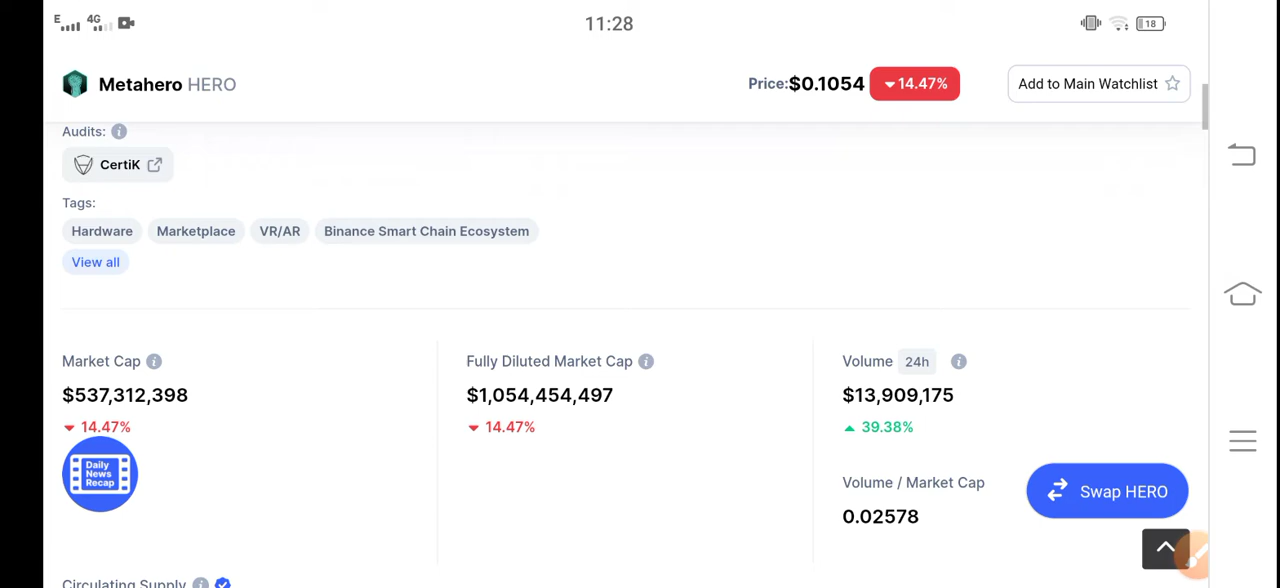 E 4G 11:28 18
Metahero HERO Price:$0.1054 14.47% Add to Main Watchlist
Audits:
CertiK
Tags:
Hardware Marketplace VR/AR Binance Smart Chain Ecosystem
View all
Market Cap Fully Diluted Market Cap Volume 24h
$537,312,398 $1,054,454,497 $13,909,175
14.47% 14.47% 39.38%
Daily
News
Recap
Volume / Market Cap
Swap HERO
0.02578
Circulating Supply